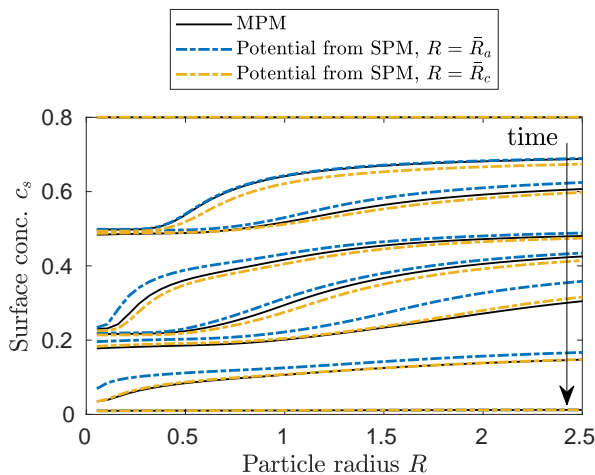 MPM
Potential from SPM, R = R̄ₐ
Potential from SPM, R = R̄_c
0.8
0.6
0.4
0.2
0
Surface conc. cₛ
time
0
0.5
1
1.5
2
2.5
Particle radius R